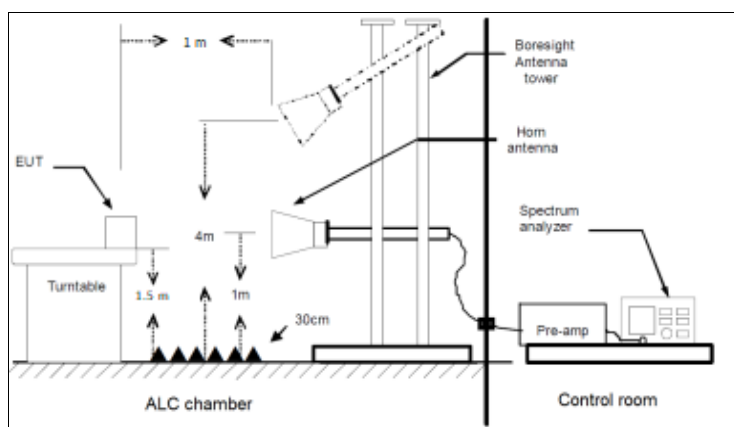 1 m
Boresight
Antenna
tower
Horn
antenna
EUT
4m
Spectrum
analyzer
Turntable
1.5 m
1m
30cm
Pre-amp
ALC chamber
Control room